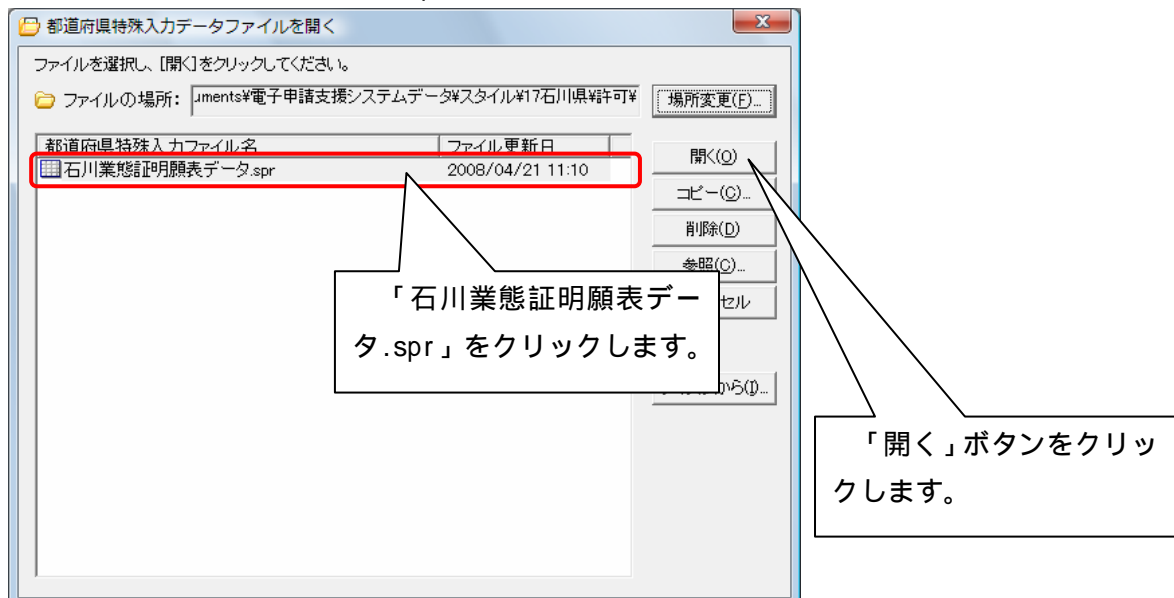 都道府県特殊入力データファイルを開く
ファイルを選択し、[開く]をクリックしてください。
ファイルの場所: uments¥電子申請支援システムデータ¥スタイル¥17石川県¥許可¥ 場所変更(F)...
都道府県特殊入力ファイル名 ファイル更新日
石川業態証明願表データ.spr 2008/04/21 11:10
開く(O)
コピー(C)...
削除(D)
参照(C)...
セル
から(I)...
「石川業態証明願表デー
タ.spr」をクリックします。
「開く」ボタンをクリッ
クします。